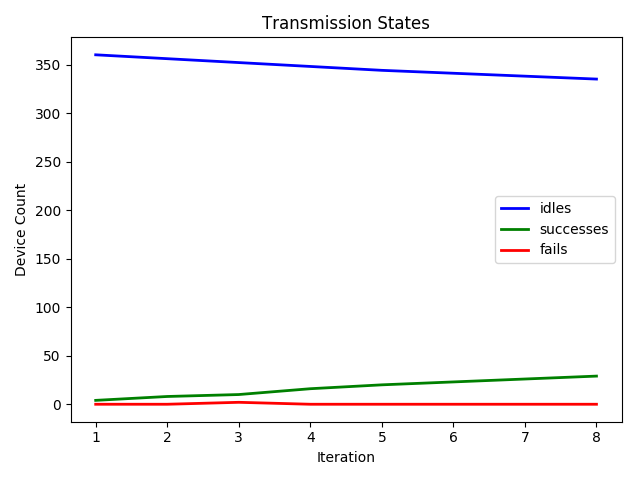 Transmission States
Device Count
350
300
250
200
150
100
50
0
idles
successes
fails
1 2 3 4 5 6 7 8
Iteration